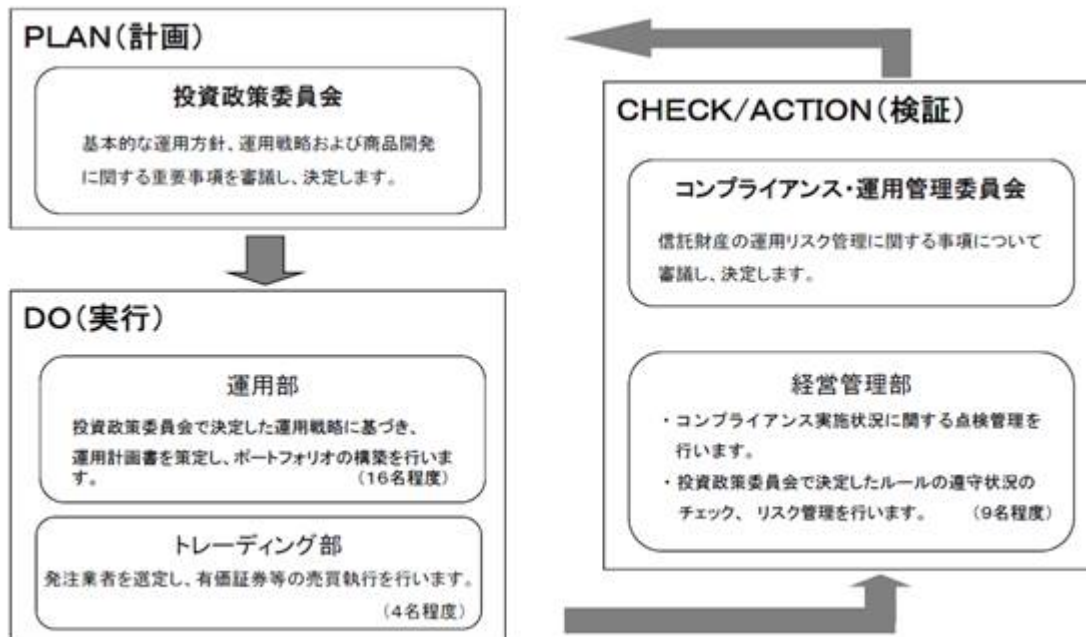 PLAN(計画)
投資政策委員会
基本的な運用方針、運用戦略および商品開発
に関する重要事項を審議し、決定します。
DO(実行)
運用部
投資政策委員会で決定した運用戦略に基づき、
運用計画書を策定し、ポートフォリオの構築を行いま
す。 (16名程度)
トレーディング部
発注業者を選定し、有価証券等の売買執行を行います。
(4名程度)
CHECK/ACTION(検証)
コンプライアンス・運用管理委員会
信託財産の運用リスク管理に関する事項について
審議し、決定します。
経営管理部
・コンプライアンス実施状況に関する点検管理を
行います。
・投資政策委員会で決定したルールの遵守状況の
チェック、リスク管理を行います。 (9名程度)